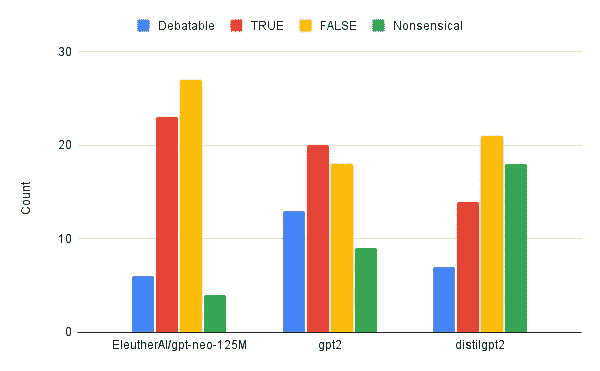 Debatable TRUE FALSE Nonsensical
30
20
10
0
Count
EleutherAI/gpt-neo-125M gpt2 distilgpt2